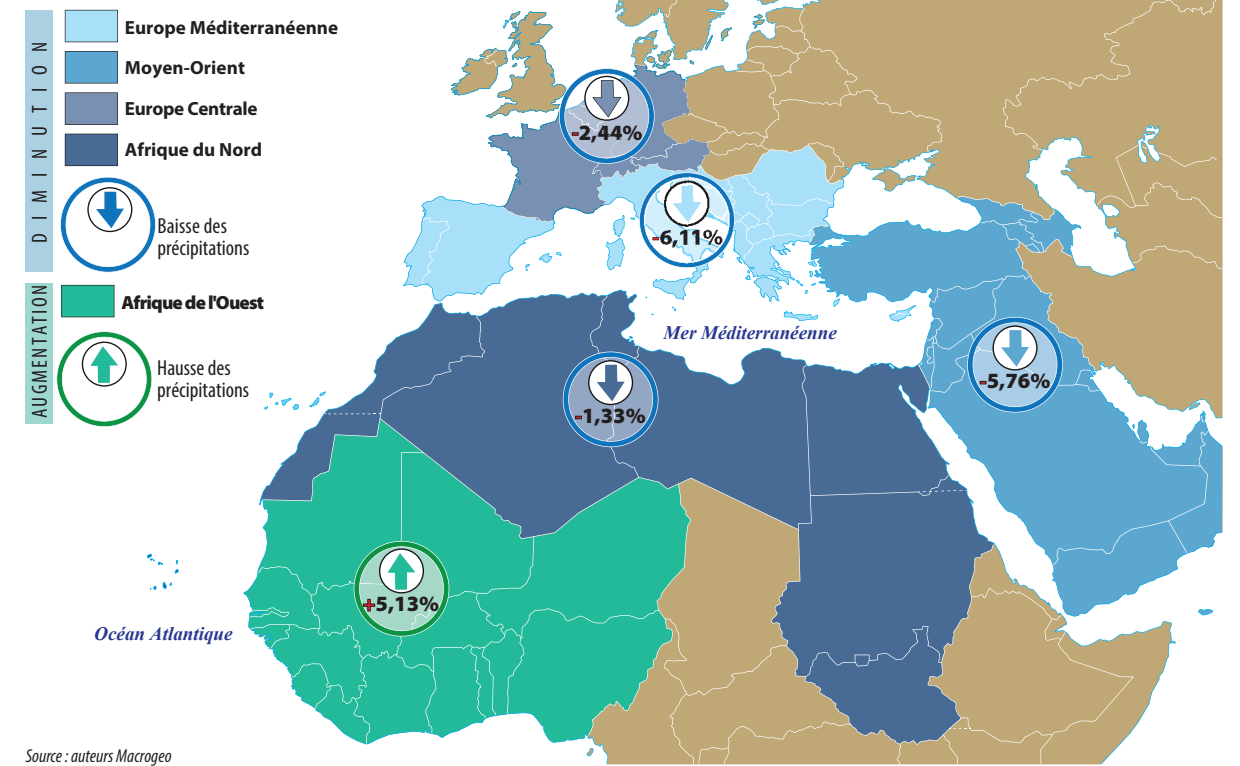 DIMINUTION
Europe Méditerranéenne
Moyen-Orient
Europe Centrale
Afrique du Nord
Baisse des
précipitations
AUGMENTATION
Afrique de l'Ouest
Hausse des
précipitations
-2,44%
-6,11%
Mer Méditerranéenne
-5,76%
-1,33%
+5,13%
Océan Atlantique
Source : auteurs Macrogeo